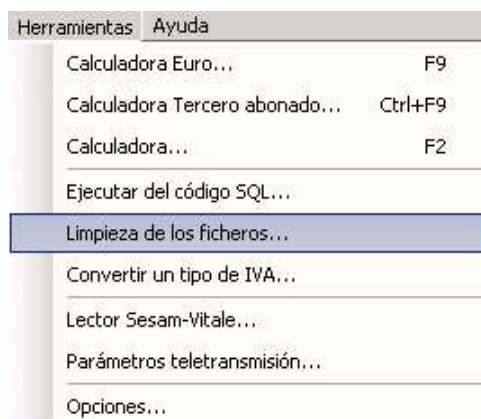 Herramientas Ayuda
Calculadora Euro... F9
Calculadora Tercero abonado... Ctrl+F9
Calculadora... F2
Ejecutar del código SQL...
Limpieza de los ficheros...
Convertir un tipo de IVA...
Lector Sesam-Vitale...
Parámetros teletransmisión...
Opciones...